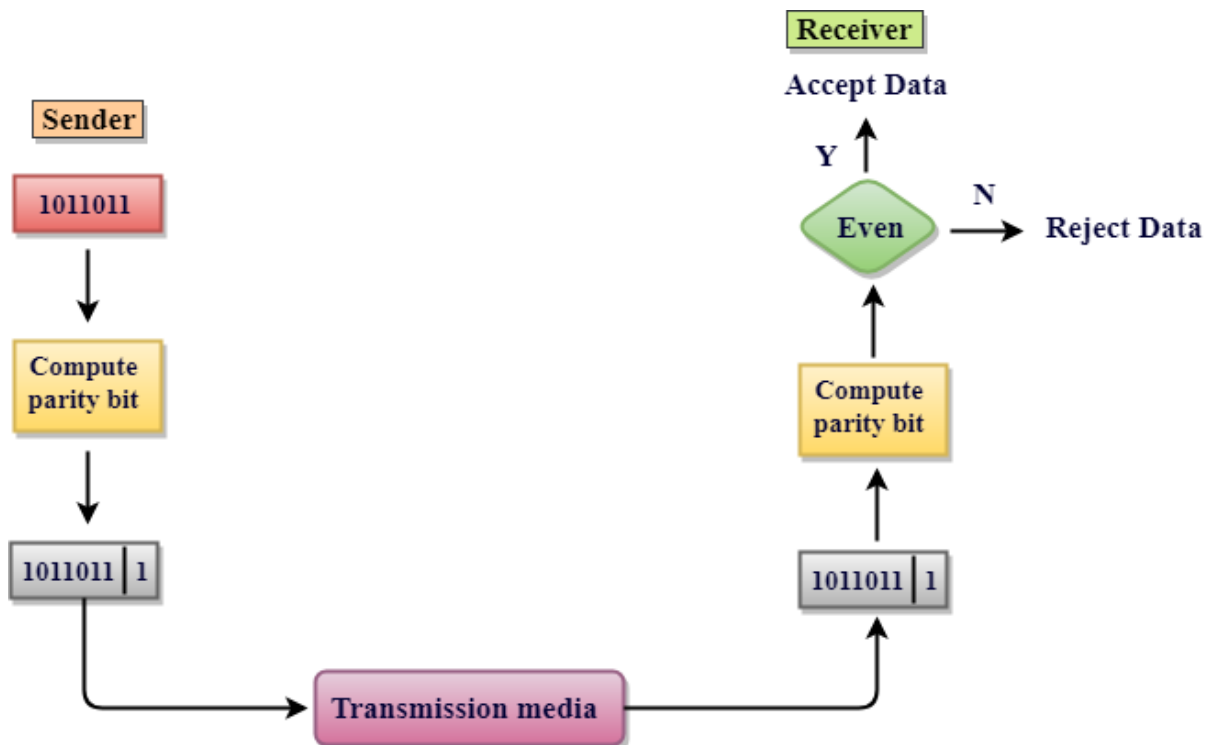 Sender
1011011
Compute
parity bit
1011011 | 1
Transmission media
Receiver
Accept Data
Y
N
Even
Reject Data
Compute
parity bit
1011011 | 1